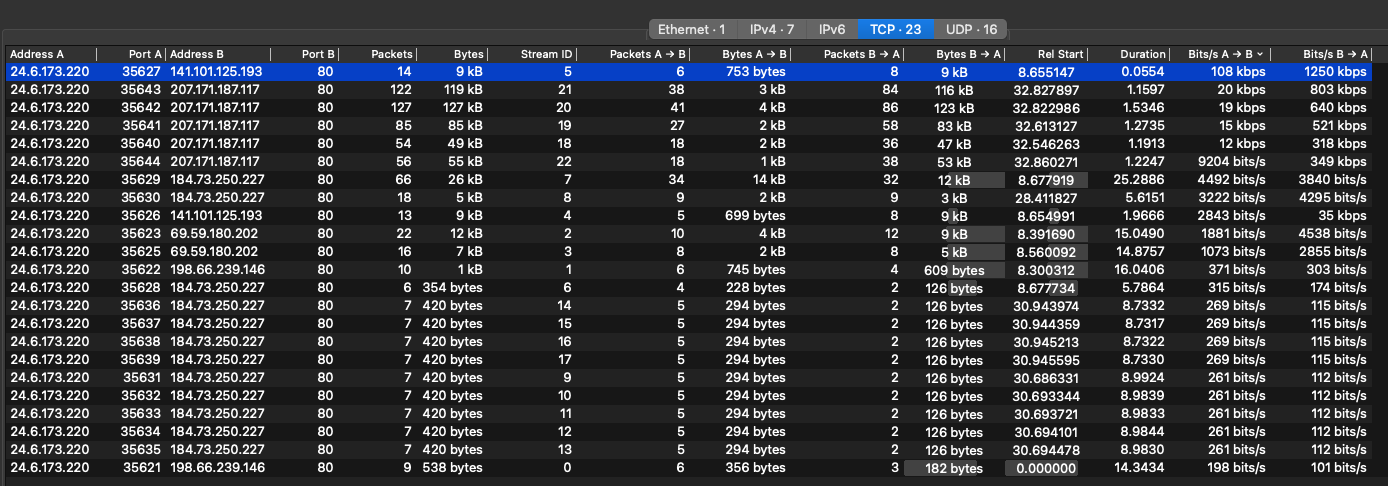 Ethernet · 1 IPv4 · 7 IPv6 TCP · 23 UDP · 16
Address A Port A Address B Port B Packets Bytes Stream ID Packets A → B Bytes A → B Packets B → A Bytes B → A Rel Start Duration Bits/s A → B Bits/s B → A
24.6.173.220 35627 141.101.125.193 80 14 9 kB 5 6 753 bytes 8 9 kB 8.655147 0.0554 108 kbps 1250 kbps
24.6.173.220 35643 207.171.187.117 80 122 119 kB 21 38 3 kB 84 116 kB 32.827897 1.1597 20 kbps 803 kbps
24.6.173.220 35642 207.171.187.117 80 127 127 kB 20 41 4 kB 86 123 kB 32.822986 1.5346 19 kbps 640 kbps
24.6.173.220 35641 207.171.187.117 80 85 85 kB 19 27 2 kB 58 83 kB 32.613127 1.2735 15 kbps 521 kbps
24.6.173.220 35640 207.171.187.117 80 54 49 kB 18 18 2 kB 36 47 kB 32.546263 1.1913 12 kbps 318 kbps
24.6.173.220 35644 207.171.187.117 80 56 55 kB 22 18 1 kB 38 53 kB 32.860271 1.2247 9204 bits/s 349 kbps
24.6.173.220 35629 184.73.250.227 80 66 26 kB 7 34 14 kB 32 12 kB 8.677919 25.2886 4492 bits/s 3840 bits/s
24.6.173.220 35630 184.73.250.227 80 18 5 kB 8 9 2 kB 9 3 kB 28.411827 5.6151 3222 bits/s 4295 bits/s
24.6.173.220 35626 141.101.125.193 80 13 9 kB 4 5 699 bytes 8 9 kB 8.654991 1.9666 2843 bits/s 35 kbps
24.6.173.220 35623 69.59.180.202 80 22 12 kB 2 10 4 kB 12 9 kB 8.391690 15.0490 1881 bits/s 4538 bits/s
24.6.173.220 35625 69.59.180.202 80 16 7 kB 3 8 2 kB 8 5 kB 8.560092 14.8757 1073 bits/s 2855 bits/s
24.6.173.220 35622 198.66.239.146 80 10 1 kB 1 6 745 bytes 4 609 bytes 8.300312 16.0406 371 bits/s 303 bits/s
24.6.173.220 35628 184.73.250.227 80 6 354 bytes 6 4 228 bytes 2 126 bytes 8.677734 5.7864 315 bits/s 174 bits/s
24.6.173.220 35636 184.73.250.227 80 7 420 bytes 14 5 294 bytes 2 126 bytes 30.943974 8.7332 269 bits/s 115 bits/s
24.6.173.220 35637 184.73.250.227 80 7 420 bytes 15 5 294 bytes 2 126 bytes 30.944359 8.7317 269 bits/s 115 bits/s
24.6.173.220 35638 184.73.250.227 80 7 420 bytes 16 5 294 bytes 2 126 bytes 30.945213 8.7322 269 bits/s 115 bits/s
24.6.173.220 35639 184.73.250.227 80 7 420 bytes 17 5 294 bytes 2 126 bytes 30.945595 8.7330 269 bits/s 115 bits/s
24.6.173.220 35631 184.73.250.227 80 7 420 bytes 9 5 294 bytes 2 126 bytes 30.686331 8.9924 261 bits/s 112 bits/s
24.6.173.220 35632 184.73.250.227 80 7 420 bytes 10 5 294 bytes 2 126 bytes 30.693344 8.9839 261 bits/s 112 bits/s
24.6.173.220 35633 184.73.250.227 80 7 420 bytes 11 5 294 bytes 2 126 bytes 30.693721 8.9833 261 bits/s 112 bits/s
24.6.173.220 35634 184.73.250.227 80 7 420 bytes 12 5 294 bytes 2 126 bytes 30.694101 8.9844 261 bits/s 112 bits/s
24.6.173.220 35635 184.73.250.227 80 7 420 bytes 13 5 294 bytes 2 126 bytes 30.694478 8.9830 261 bits/s 112 bits/s
24.6.173.220 35621 198.66.239.146 80 9 538 bytes 0 6 356 bytes 3 182 bytes 0.000000 14.3434 198 bits/s 101 bits/s